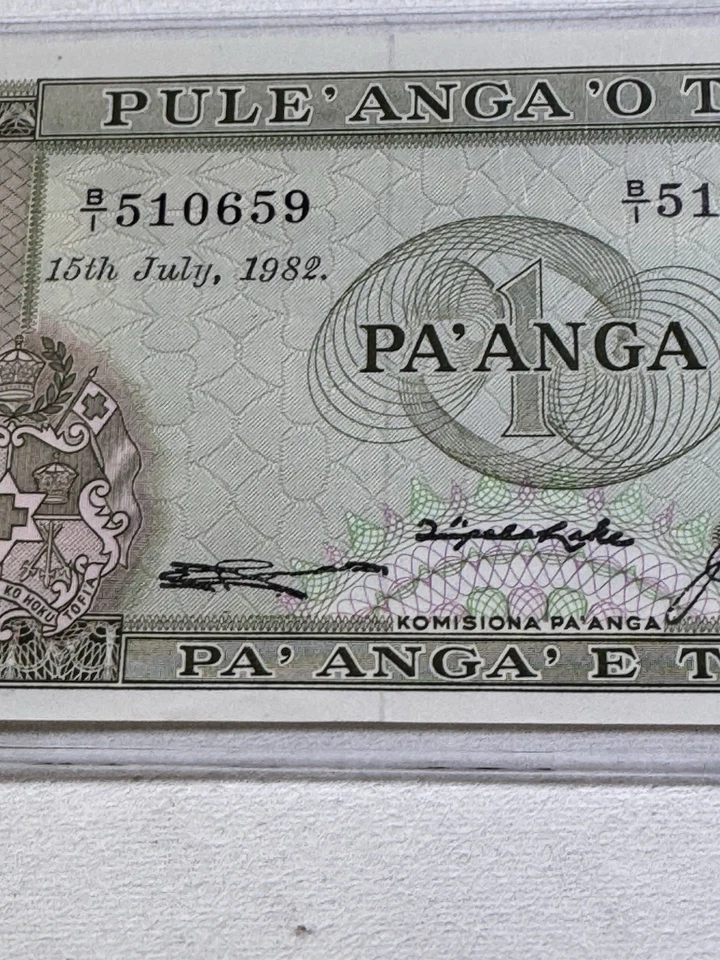 PULE'ANGA 'O T
B/1 510659
B/1 51
15th July, 1982.
1
PA'ANGA
KO HOKU TOFI'A
KOMISIONA PA'ANGA
PA'ANGA' E T